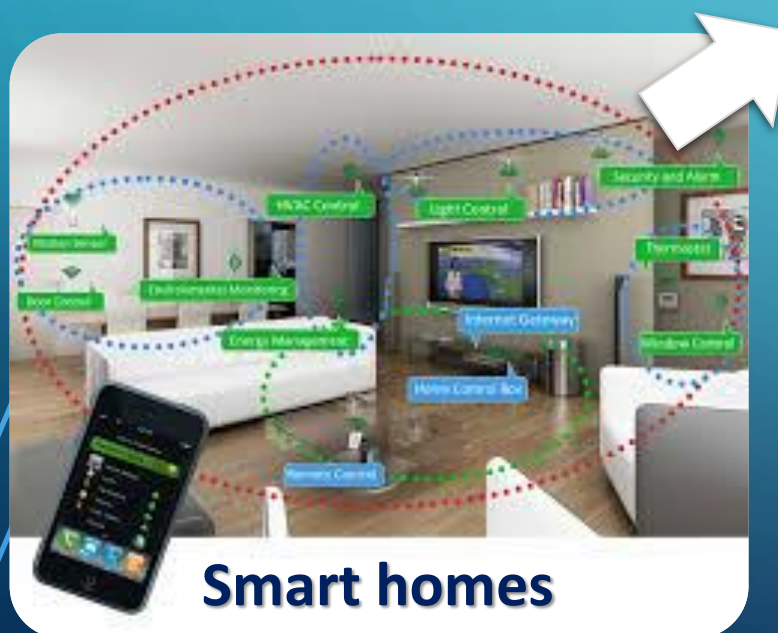 Security and Alarm
HVAC Control
Light Control
Motion Sensor
Thermostat
Environmental Monitoring
Door Control
Internet Gateway
Energy Management
Window Control
Home Control Box
Remote Control
Smart homes